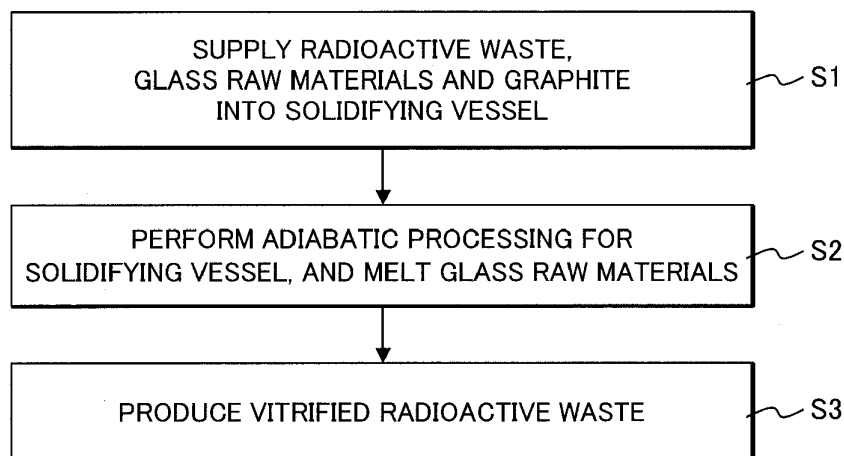 SUPPLY RADIOACTIVE WASTE,
GLASS RAW MATERIALS AND GRAPHITE
INTO SOLIDIFYING VESSEL
S1
PERFORM ADIABATIC PROCESSING FOR
SOLIDIFYING VESSEL, AND MELT GLASS RAW MATERIALS
S2
PRODUCE VITRIFIED RADIOACTIVE WASTE
S3